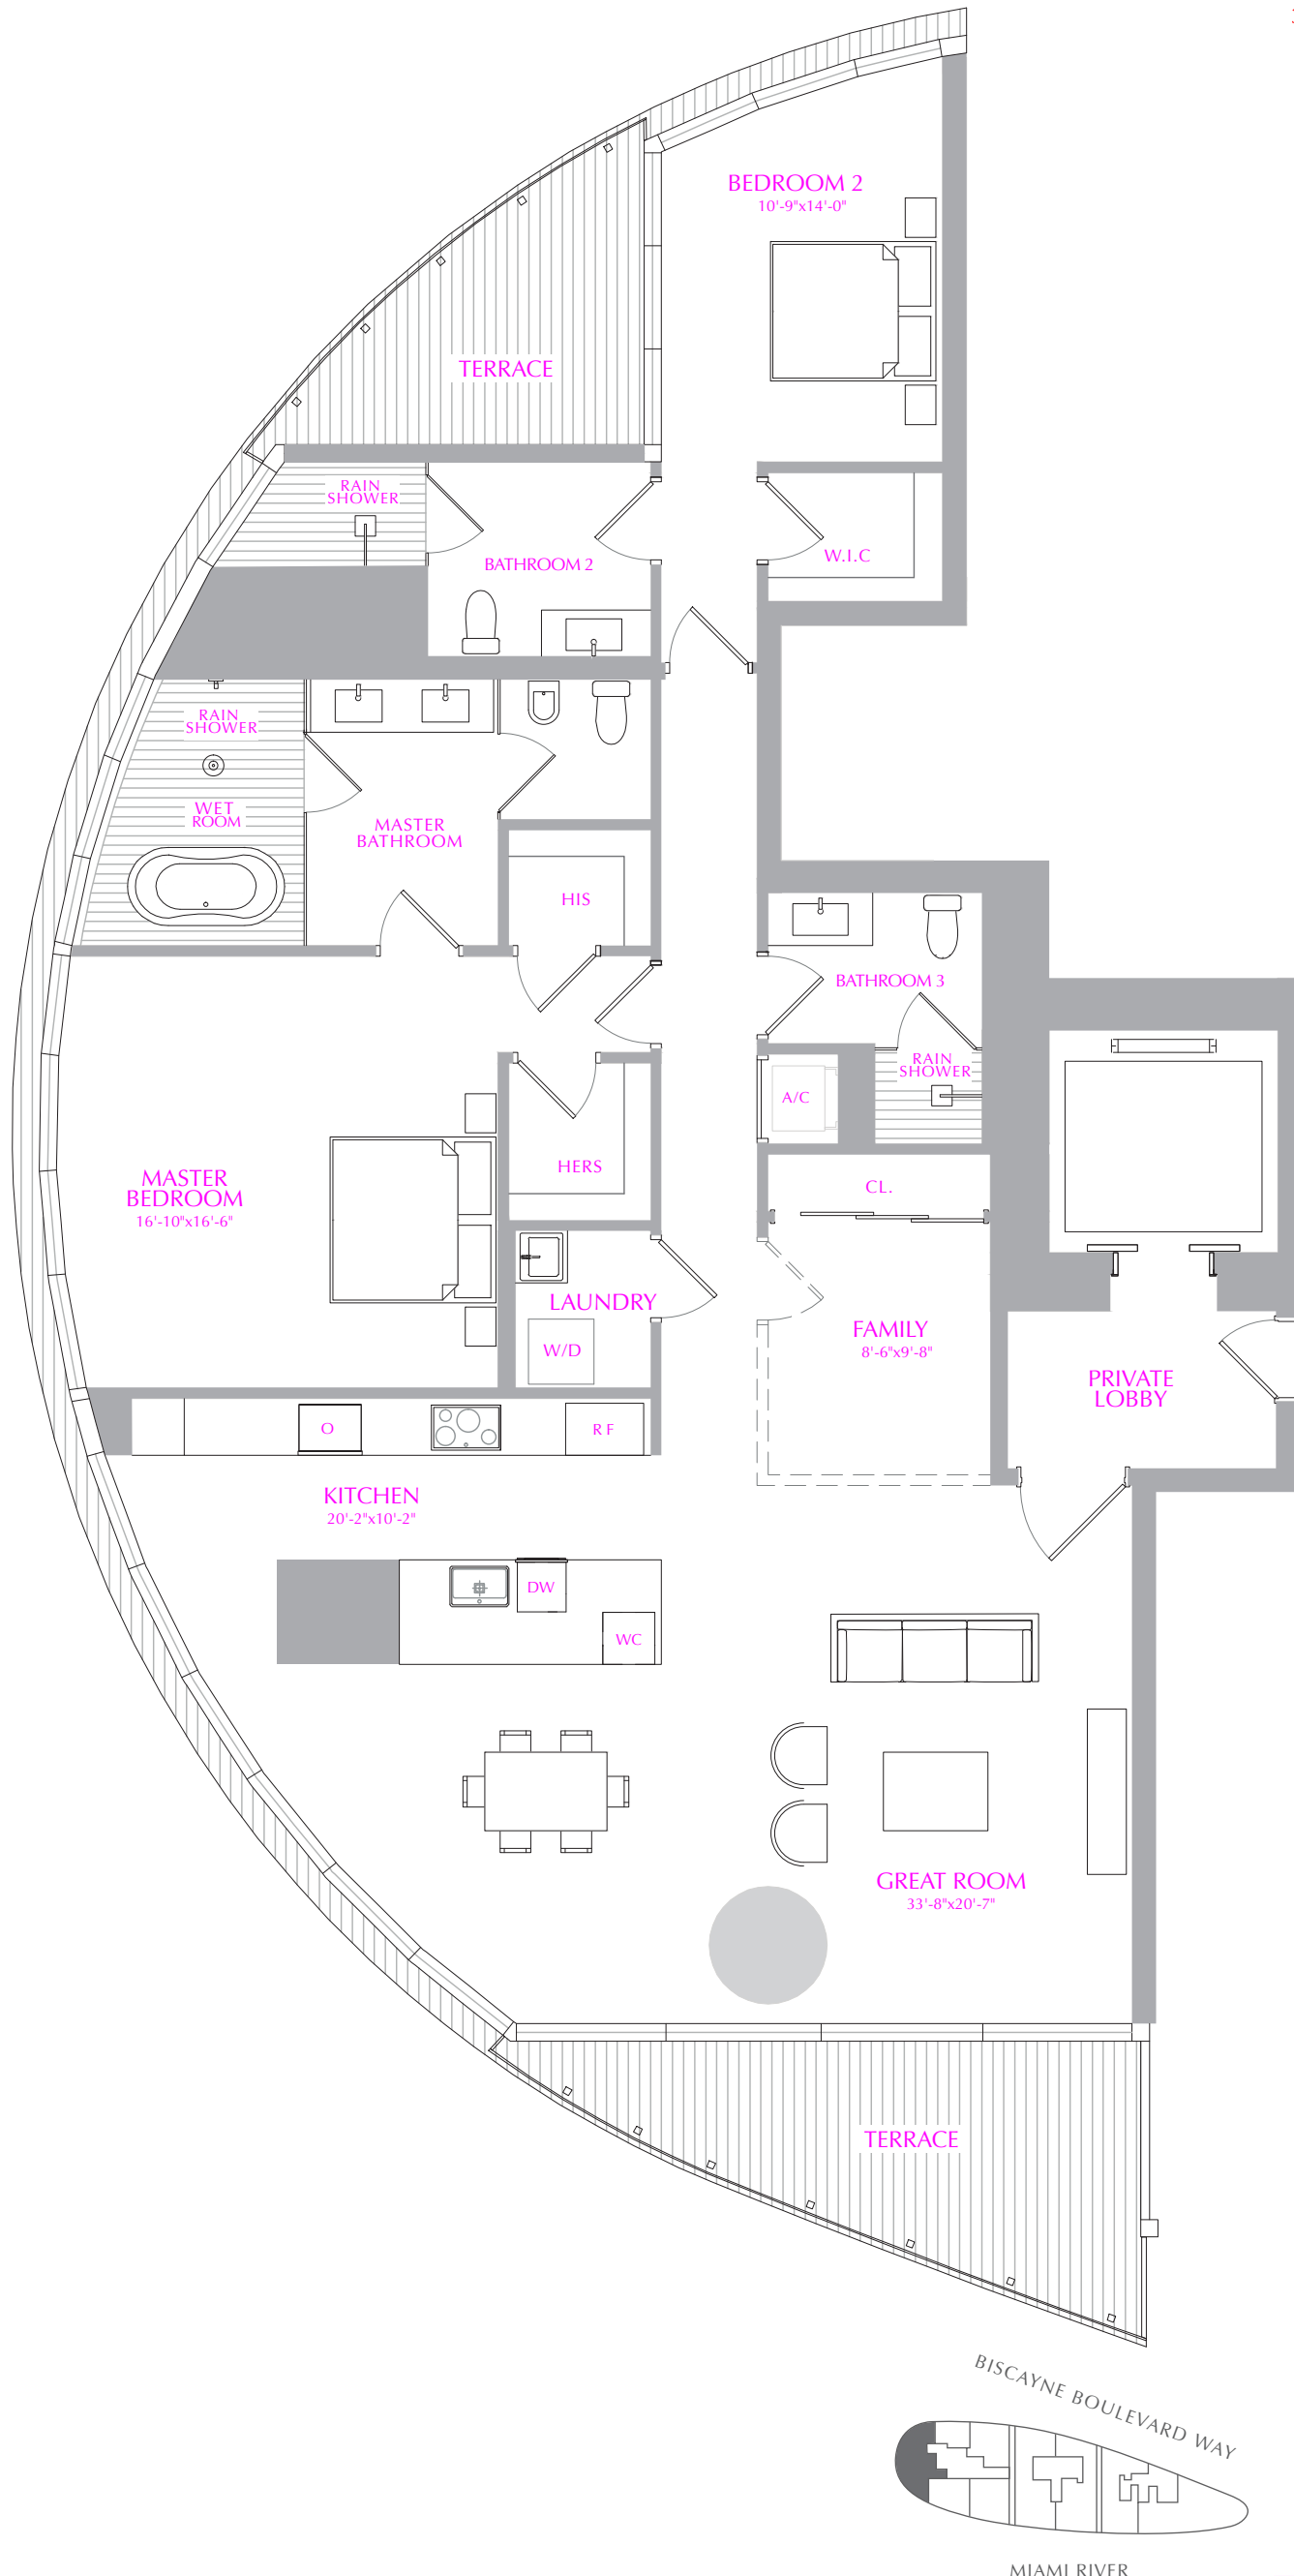 BEDROOM 2
10'-9"x14'-0"
TERRACE
RAIN
SHOWER
BATHROOM 2
W.I.C
RAIN
SHOWER
WET
ROOM
MASTER
BATHROOM
HIS
BATHROOM 3
RAIN
SHOWER
A/C
HERS
CL.
MASTER
BEDROOM
16'-10"x16'-6"
LAUNDRY
W/D
FAMILY
8'-6"x9'-8"
PRIVATE
LOBBY
O
RF
KITCHEN
20'-2"x10'-2"
DW
WC
GREAT ROOM
33'-8"x20'-7"
TERRACE
BISCAYNE BOULEVARD WAY
MIAMI RIVER